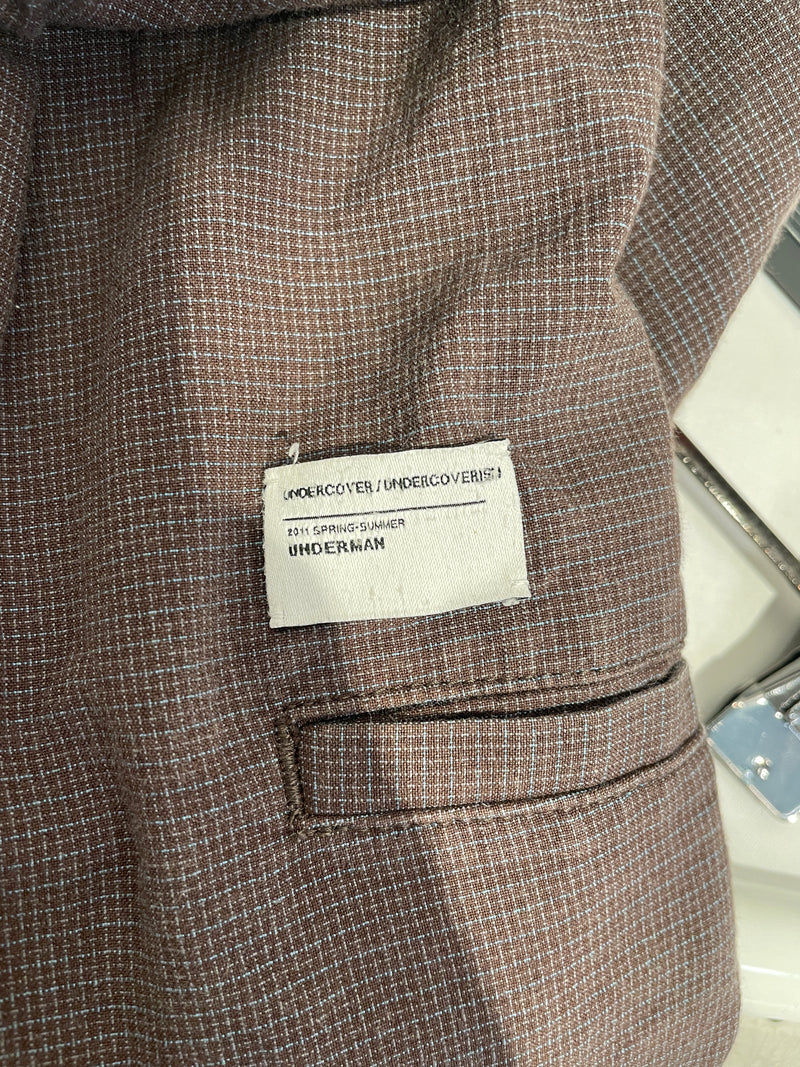 UNDERCOVER / UNDERCOVERISM
2011 SPRING-SUMMER
UNDERMAN